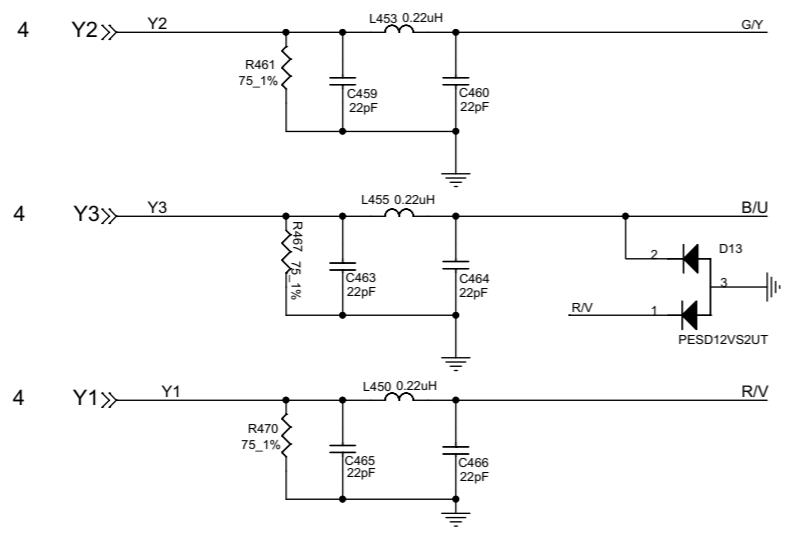 4 Y2 Y2 L453 0.22uH G/Y
R461
75_1%
C459
22pF
C460
22pF
4 Y3 Y3 L455 0.22uH B/U
R467 75_1%
C463
22pF
C464
22pF
2 D13
3
R/V 1
PESD12VS2UT
4 Y1 Y1 L450 0.22uH R/V
R470
75_1%
C465
22pF
C466
22pF